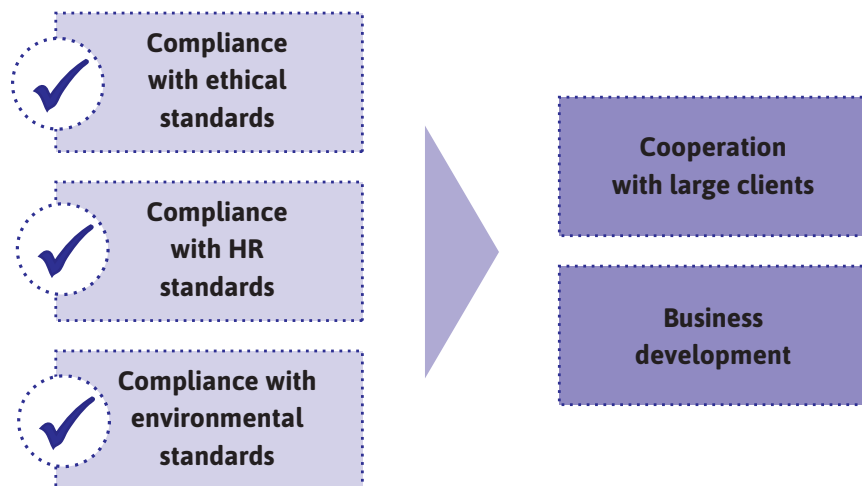 Compliance
with ethical
standards
Compliance
with HR
standards
Compliance with
environmental
standards
Cooperation
with large clients
Business
development